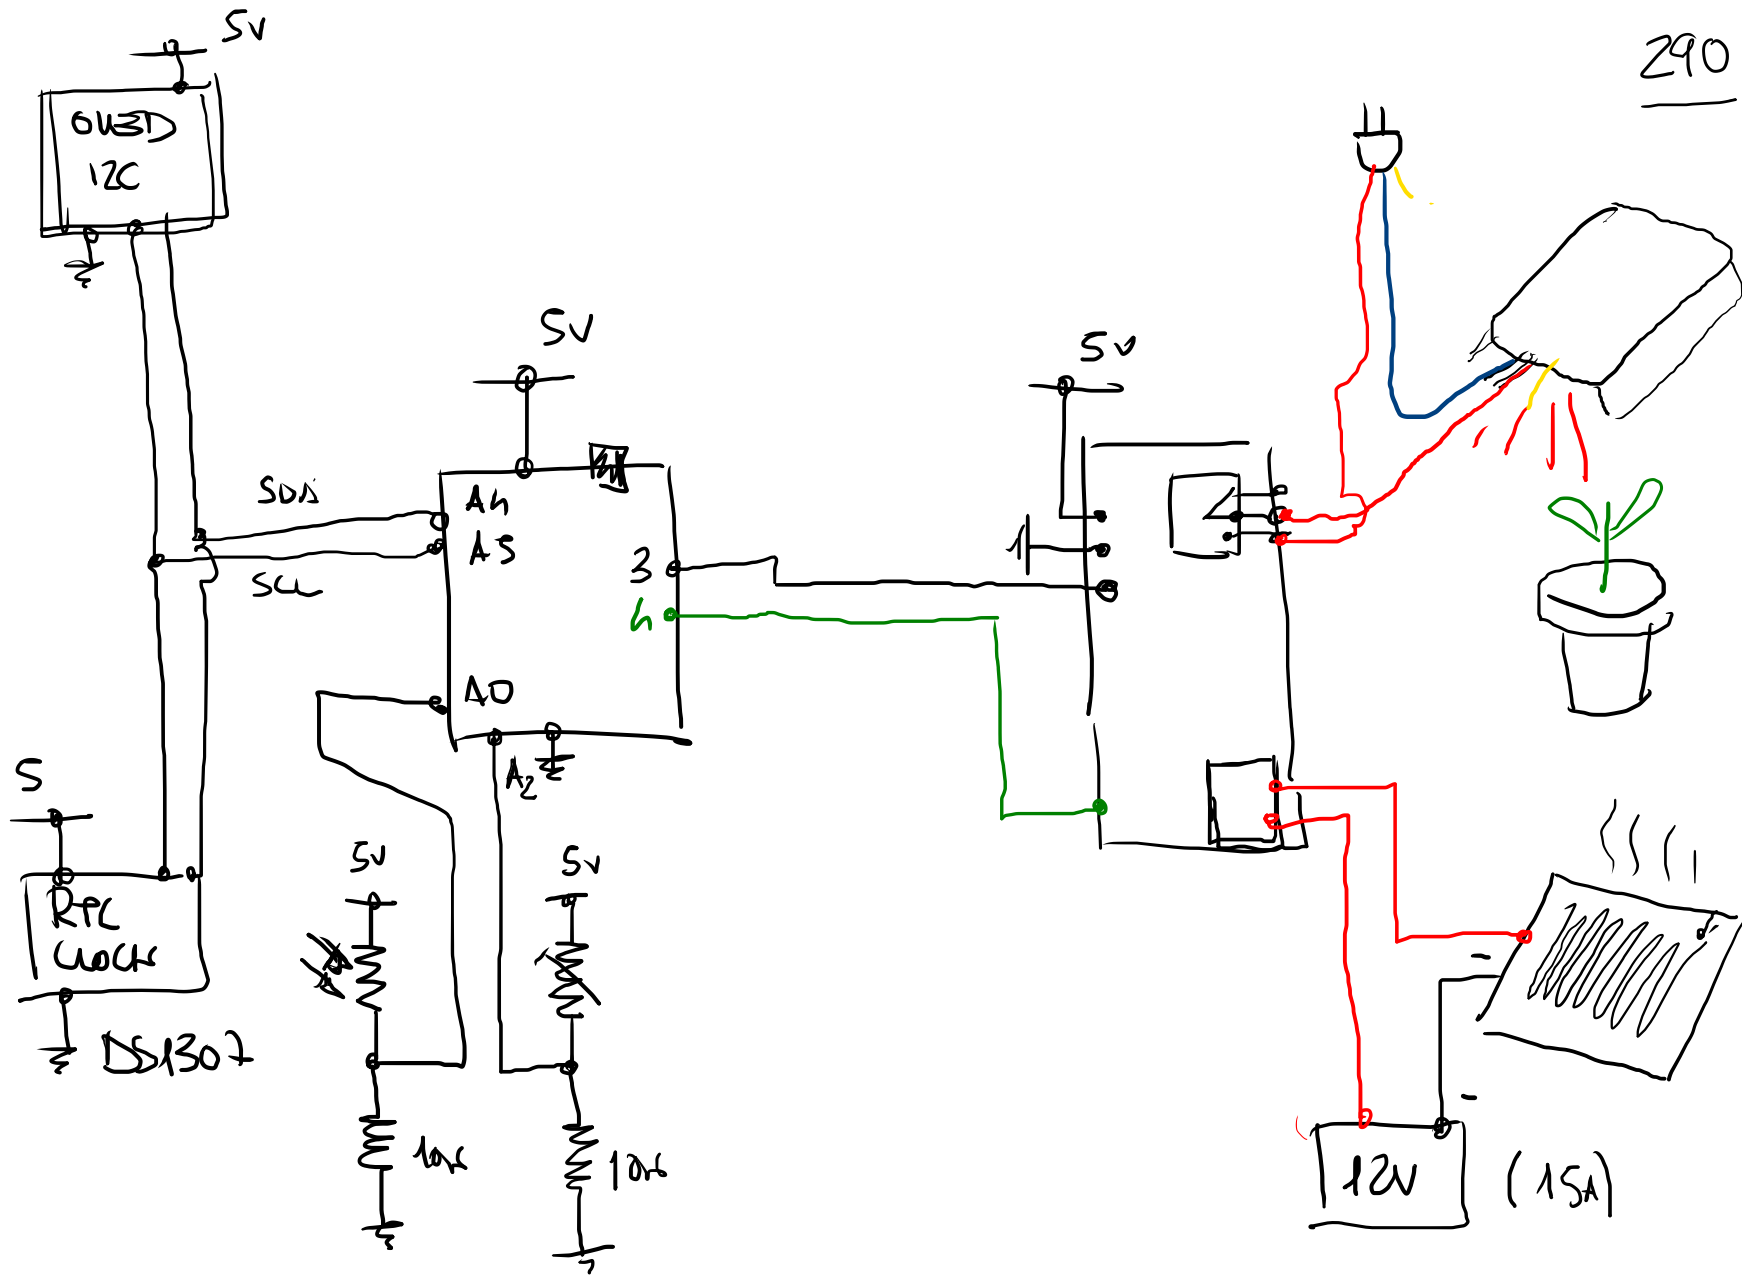 5V
290
OLED
I2C
5V
5V
SDA
A4
A5
SCL
3
4
A0
A2
5
5V
5V
RTC
CLOCK
DS1307
10K
10K
-
-
12V
(15A)